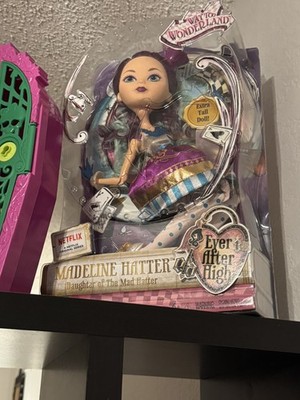 WAY TOO
WONDERLAND
Extra
Tall
Doll!
NETFLIX
MADELINE HATTER
Daughter of The Mad Hatter
Ever
After
High